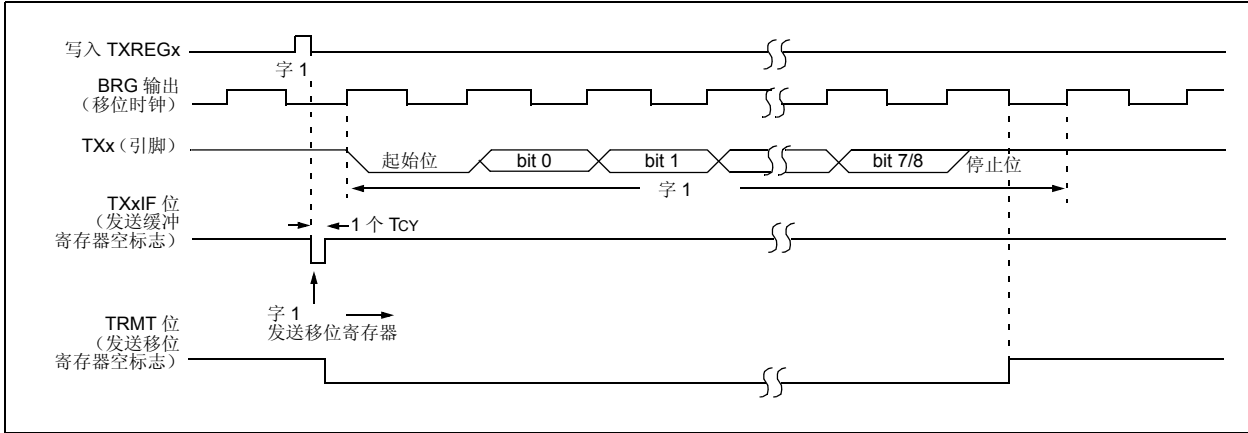 写入 TXREGx
字 1
BRG 输出
（移位时钟）
TXx（引脚）
起始位
bit 0
bit 1
bit 7/8
停止位
字 1
TXxIF 位
（发送缓冲
寄存器空标志）
1 个 TCY
字 1
发送移位寄存器
TRMT 位
（发送移位
寄存器空标志）